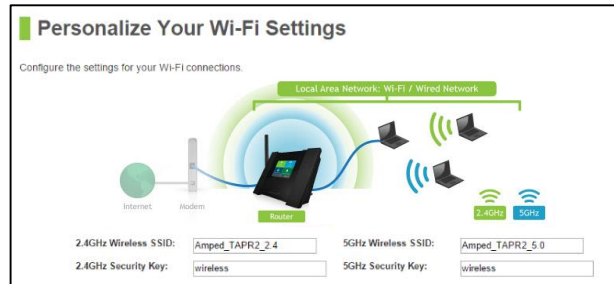 Personalize Your Wi-Fi Settings
Configure the settings for your Wi-Fi connections.
Local Area Network: Wi-Fi / Wired Network
Internet
Modem
Router
2.4GHz
5GHz
2.4GHz Wireless SSID: Amped_TAPR2_2.4 5GHz Wireless SSID: Amped_TAPR2_5.0
2.4GHz Security Key: wireless 5GHz Security Key: wireless